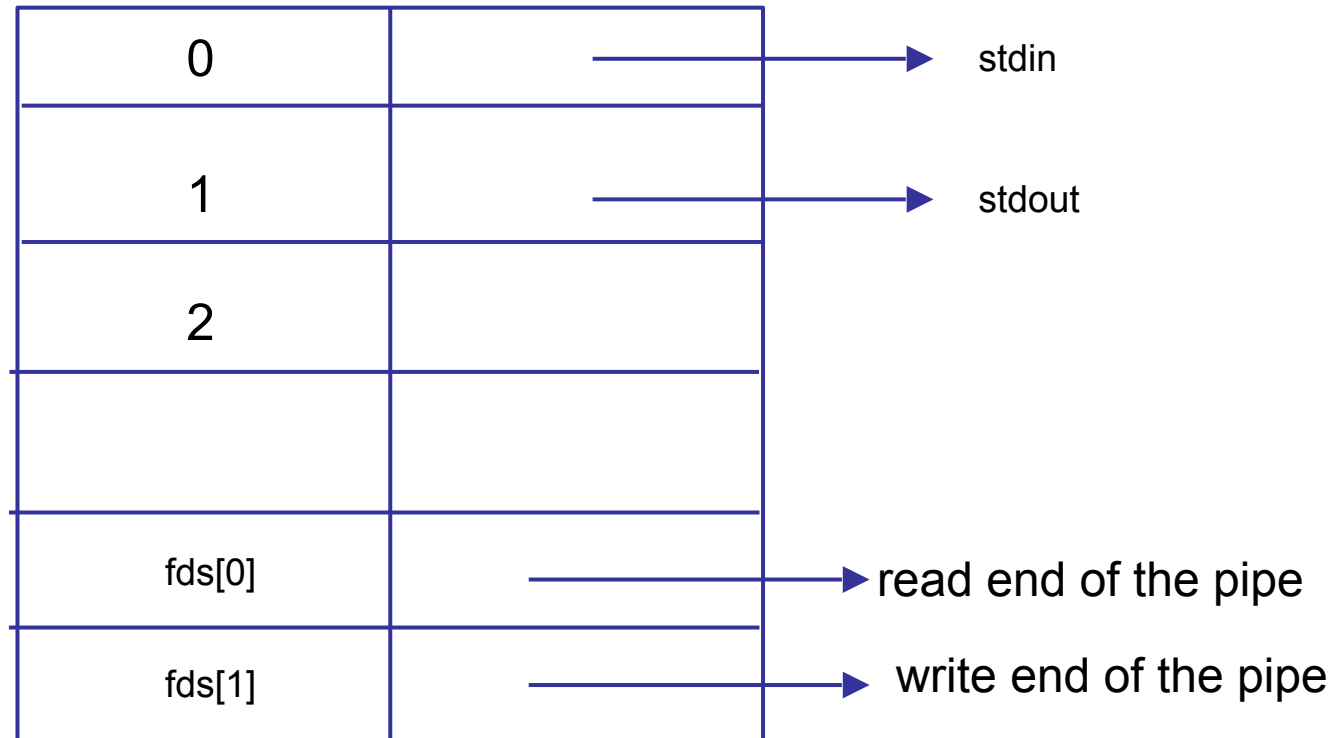 0 stdin
1 stdout
2
fds[0] read end of the pipe
fds[1] write end of the pipe